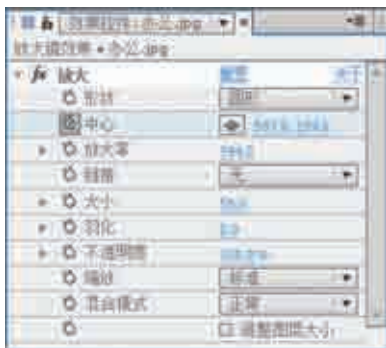 效果控件: 办公.jpg
放大镜效果 • 办公.jpg
fx 放大 重置 关于
形状 圆形
中心
放大率
链接 无
大小
羽化 0.0
不透明度
缩放 标准
混合模式 正常
调整图层大小